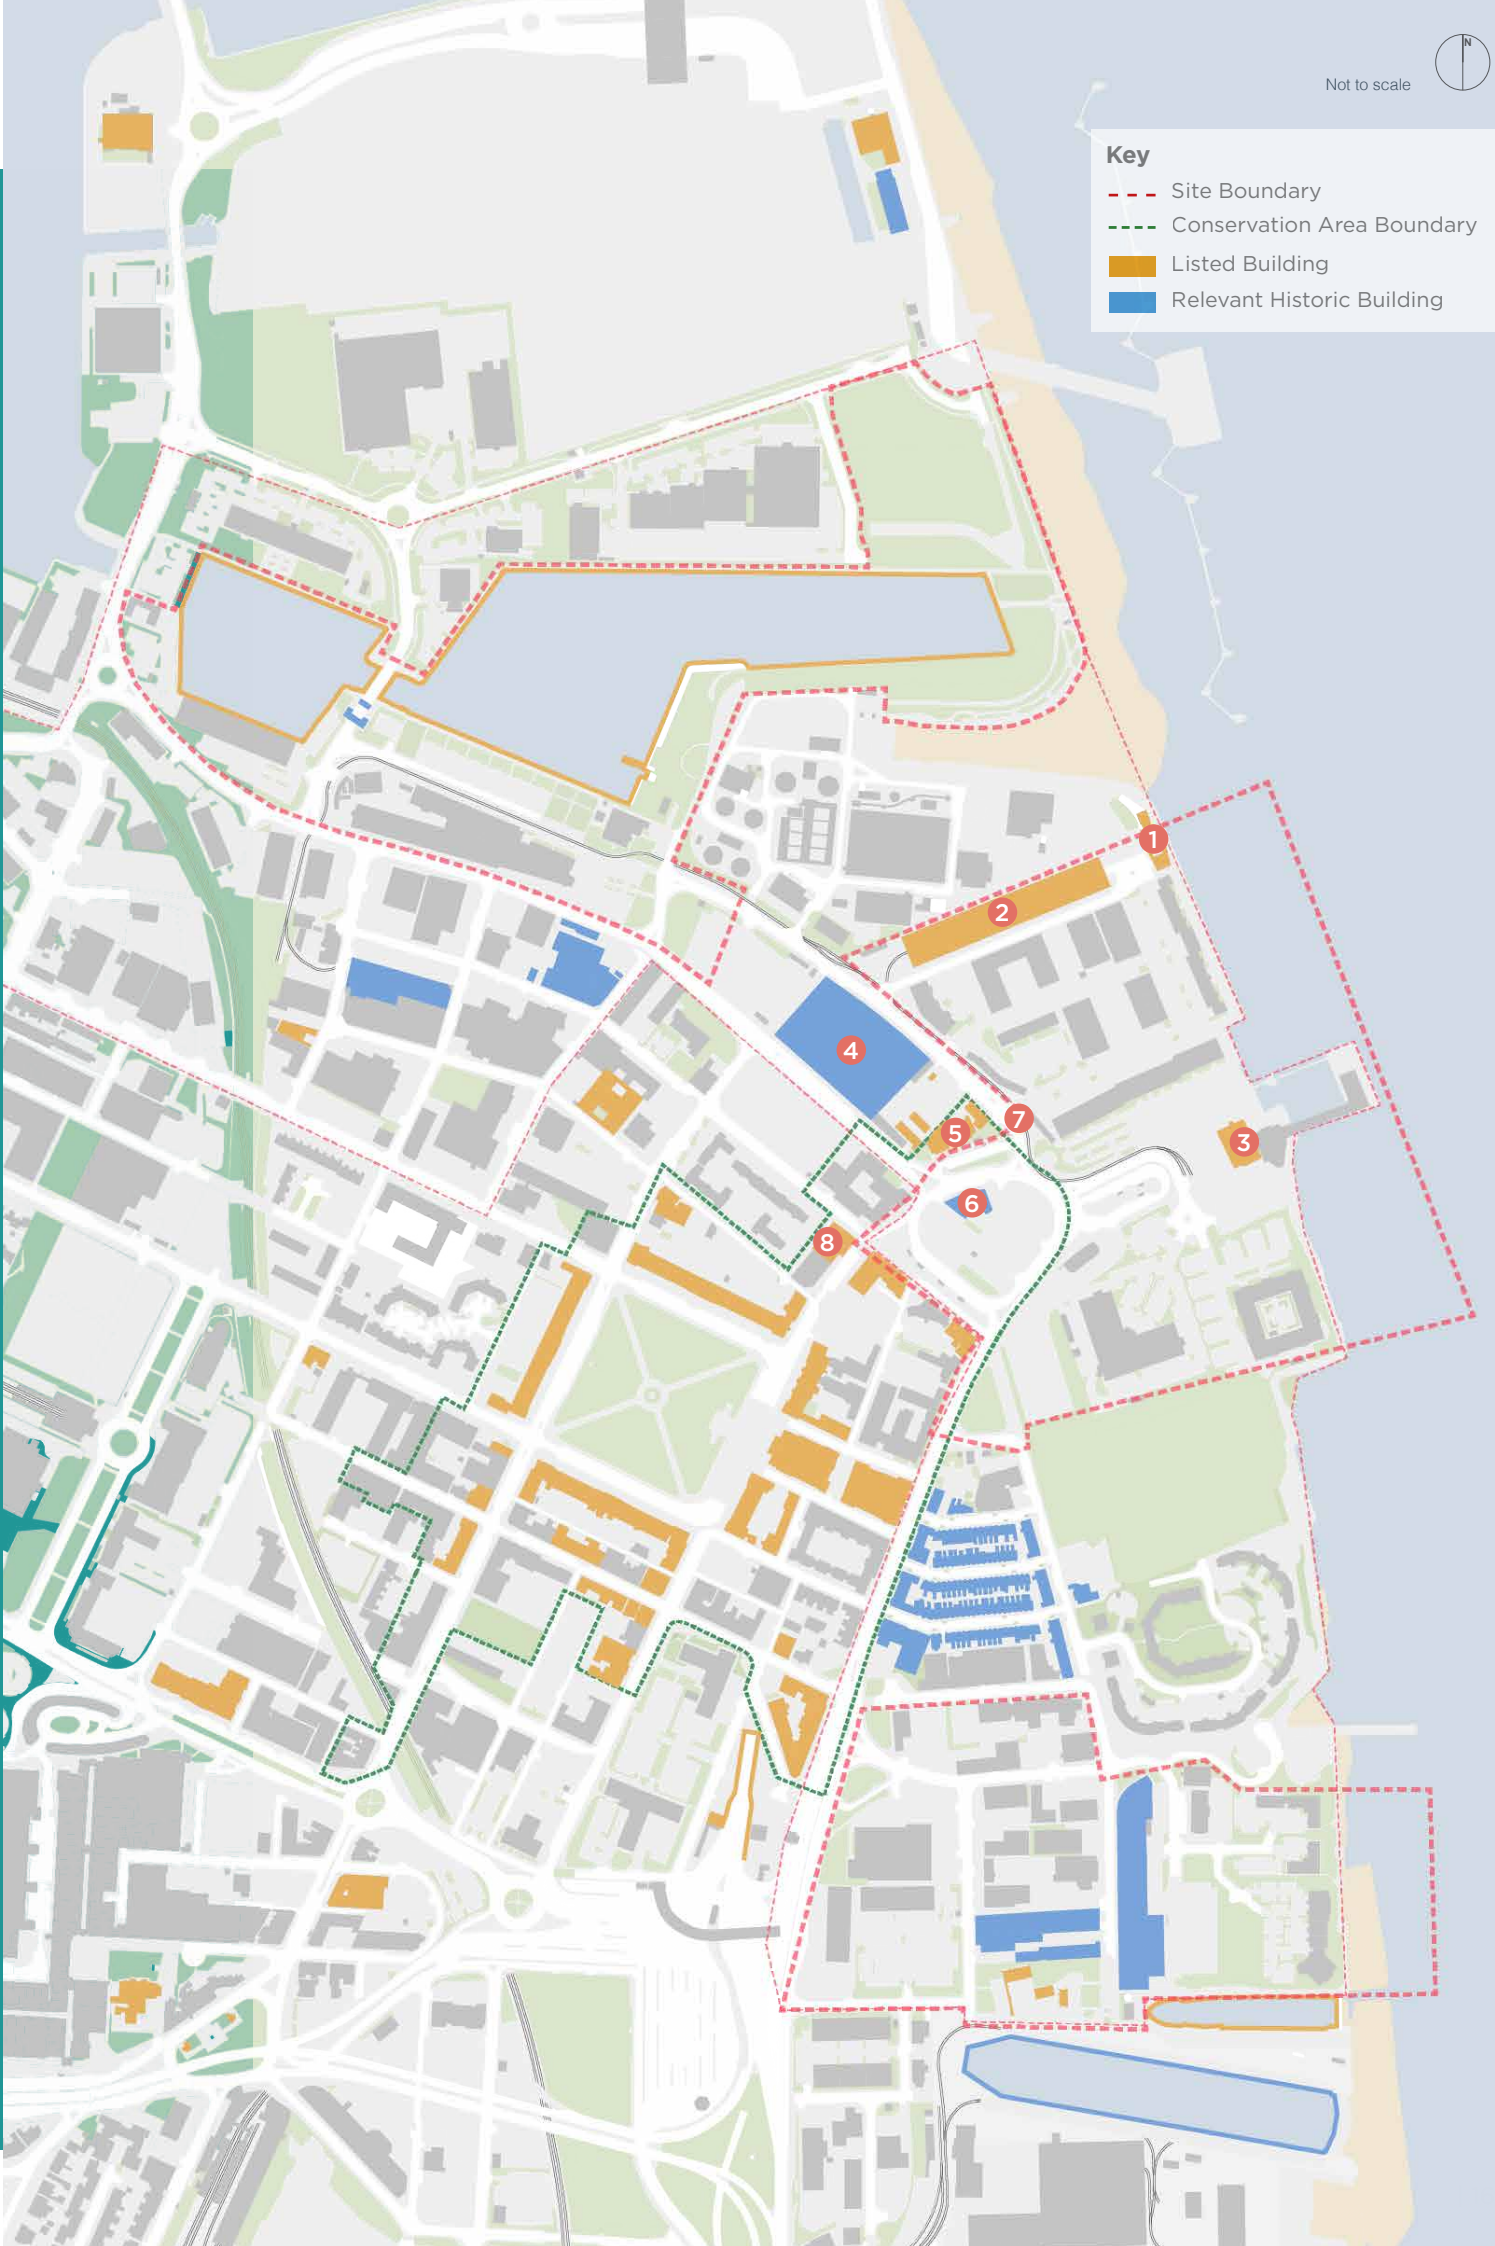 N
Not to scale
Key
Site Boundary
Conservation Area Boundary
Listed Building
Relevant Historic Building
1
2
3
4
5
6
7
8